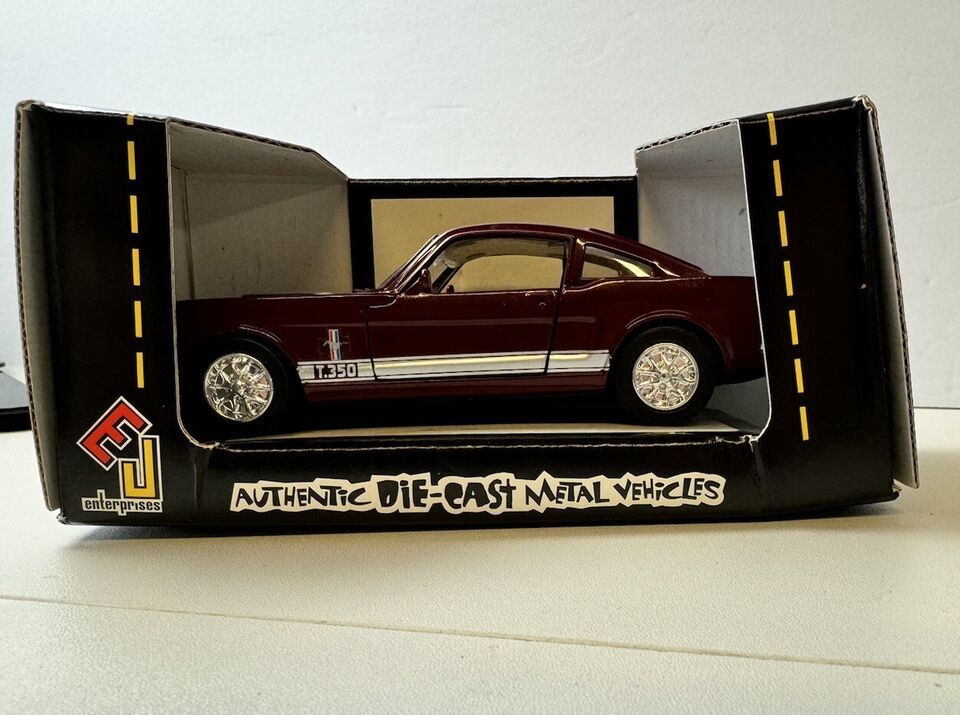 T.350
EJ
enterprises
AUTHENTIC DIE-CAST METAL VEHICLES